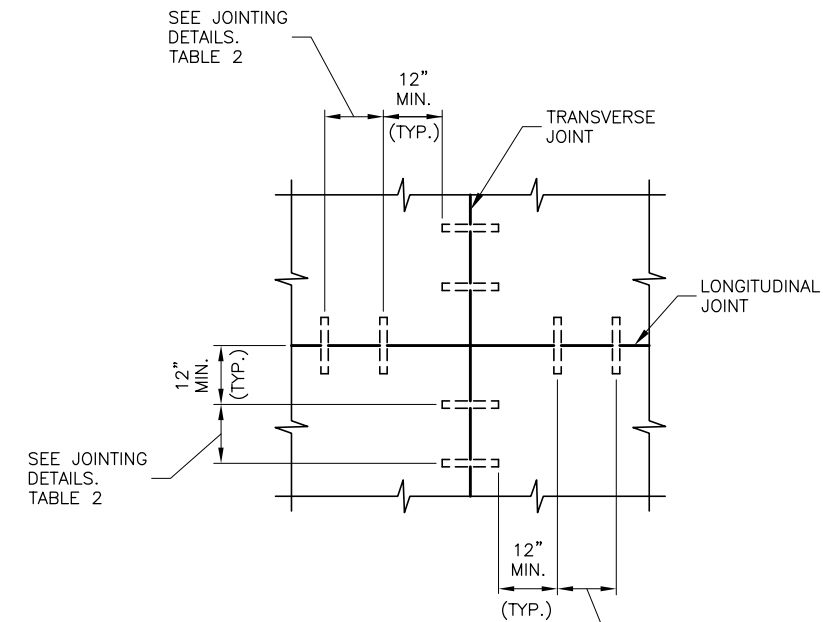 SEE JOINTING
DETAILS.
TABLE 2
12"
MIN.
(TYP.)
TRANSVERSE
JOINT
LONGITUDINAL
JOINT
12"
MIN.
(TYP.)
SEE JOINTING
DETAILS.
TABLE 2
12"
MIN.
(TYP.)